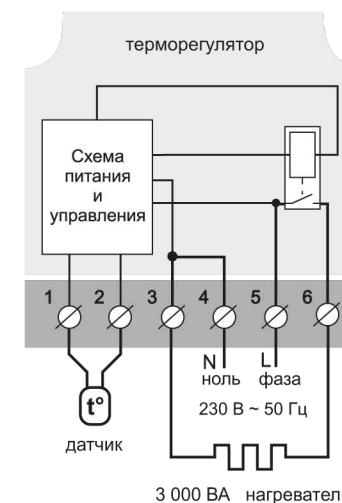 терморегулятор
Схема
питания
и
управления
1 2 3 4 5 6
N L
ноль фаза
230 В ~ 50 Гц
t°
датчик
3 000 ВА нагревател